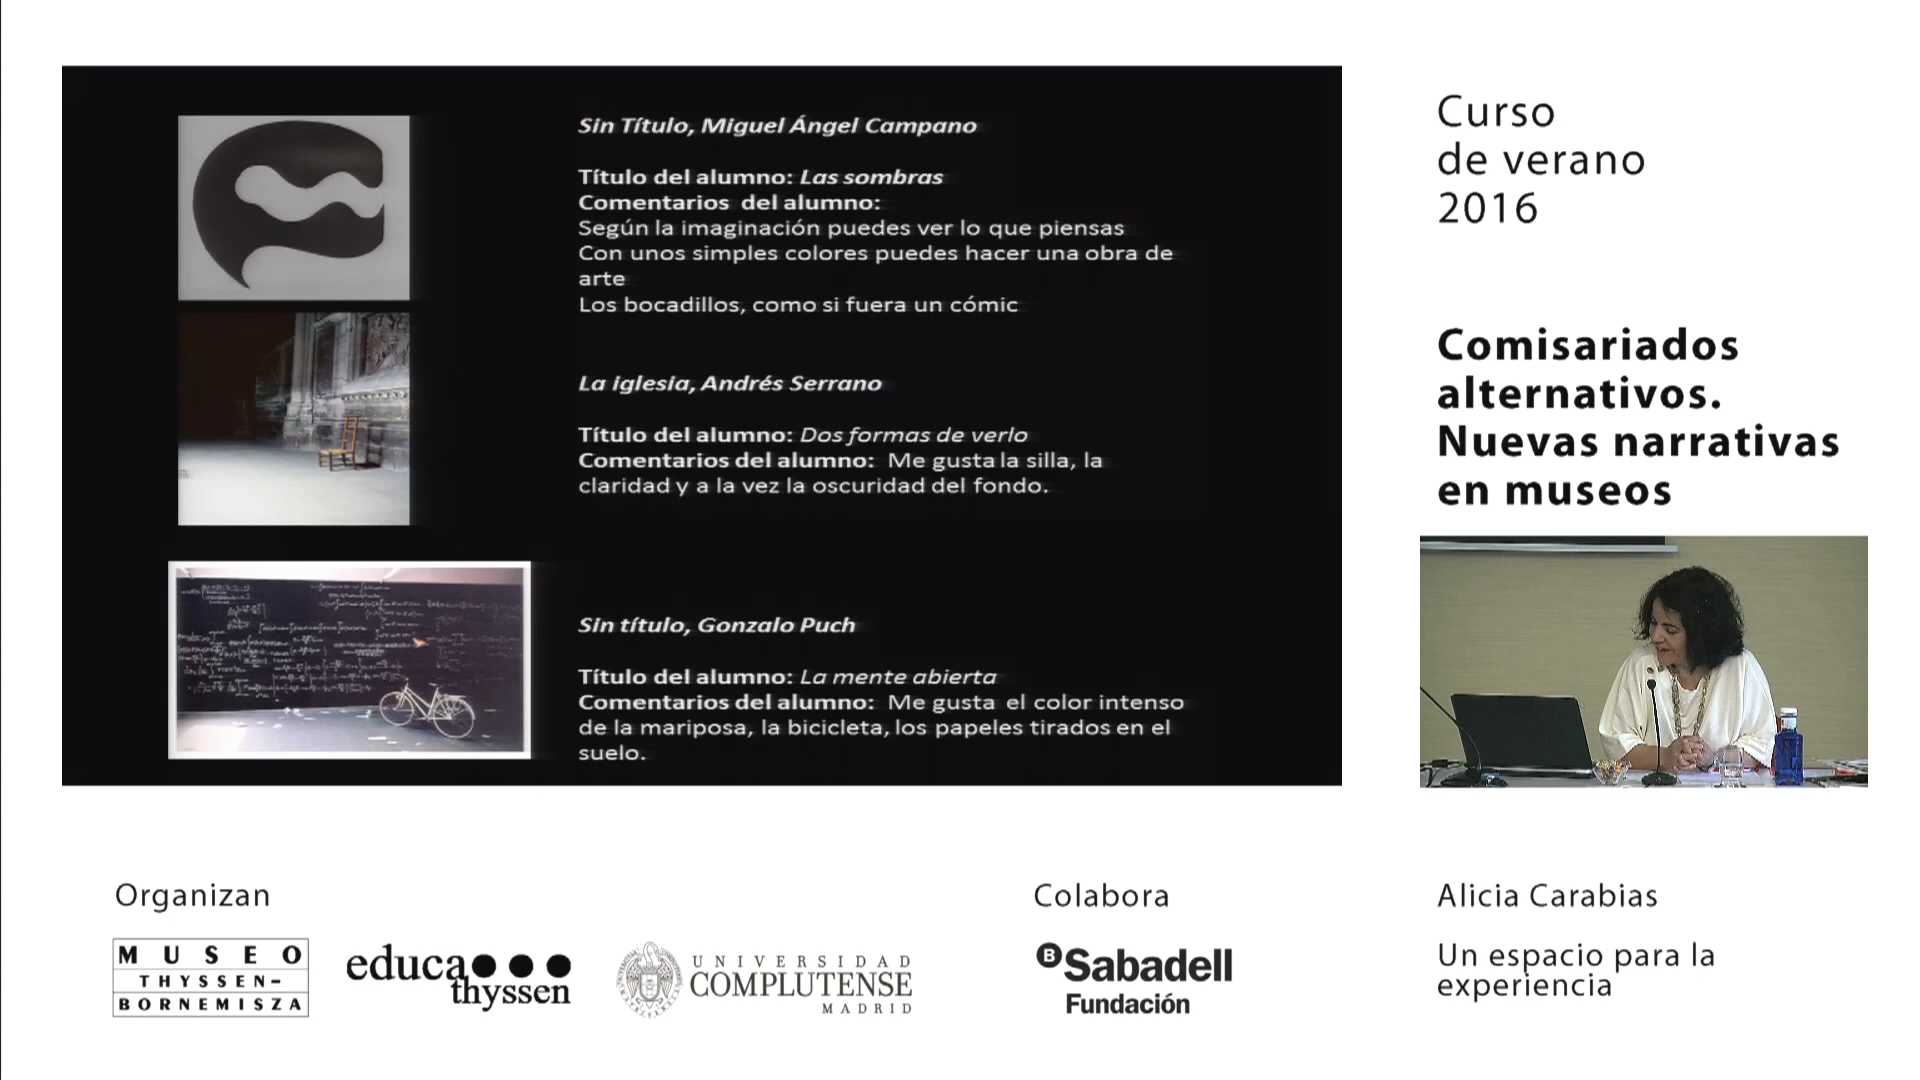 Sin Título, Miguel Ángel Campano
Título del alumno: Las sombras
Comentarios del alumno:
Según la imaginación puedes ver lo que piensas
Con unos simples colores puedes hacer una obra de
arte
Los bocadillos, como si fuera un cómic
La iglesia, Andrés Serrano
Título del alumno: Dos formas de verlo
Comentarios del alumno: Me gusta la silla, la
claridad y a la vez la oscuridad del fondo.
Sin título, Gonzalo Puch
Título del alumno: La mente abierta
Comentarios del alumno: Me gusta el color intenso
de la mariposa, la bicicleta, los papeles tirados en el
suelo.
Curso
de verano
2016
Comisariados
alternativos.
Nuevas narrativas
en museos
Organizan
MUSEO
THYSSEN-
BORNEMISZA
educa
thyssen
UNIVERSIDAD
COMPLUTENSE
MADRID
Colabora
B Sabadell
Fundación
Alicia Carabias
Un espacio para la
experiencia